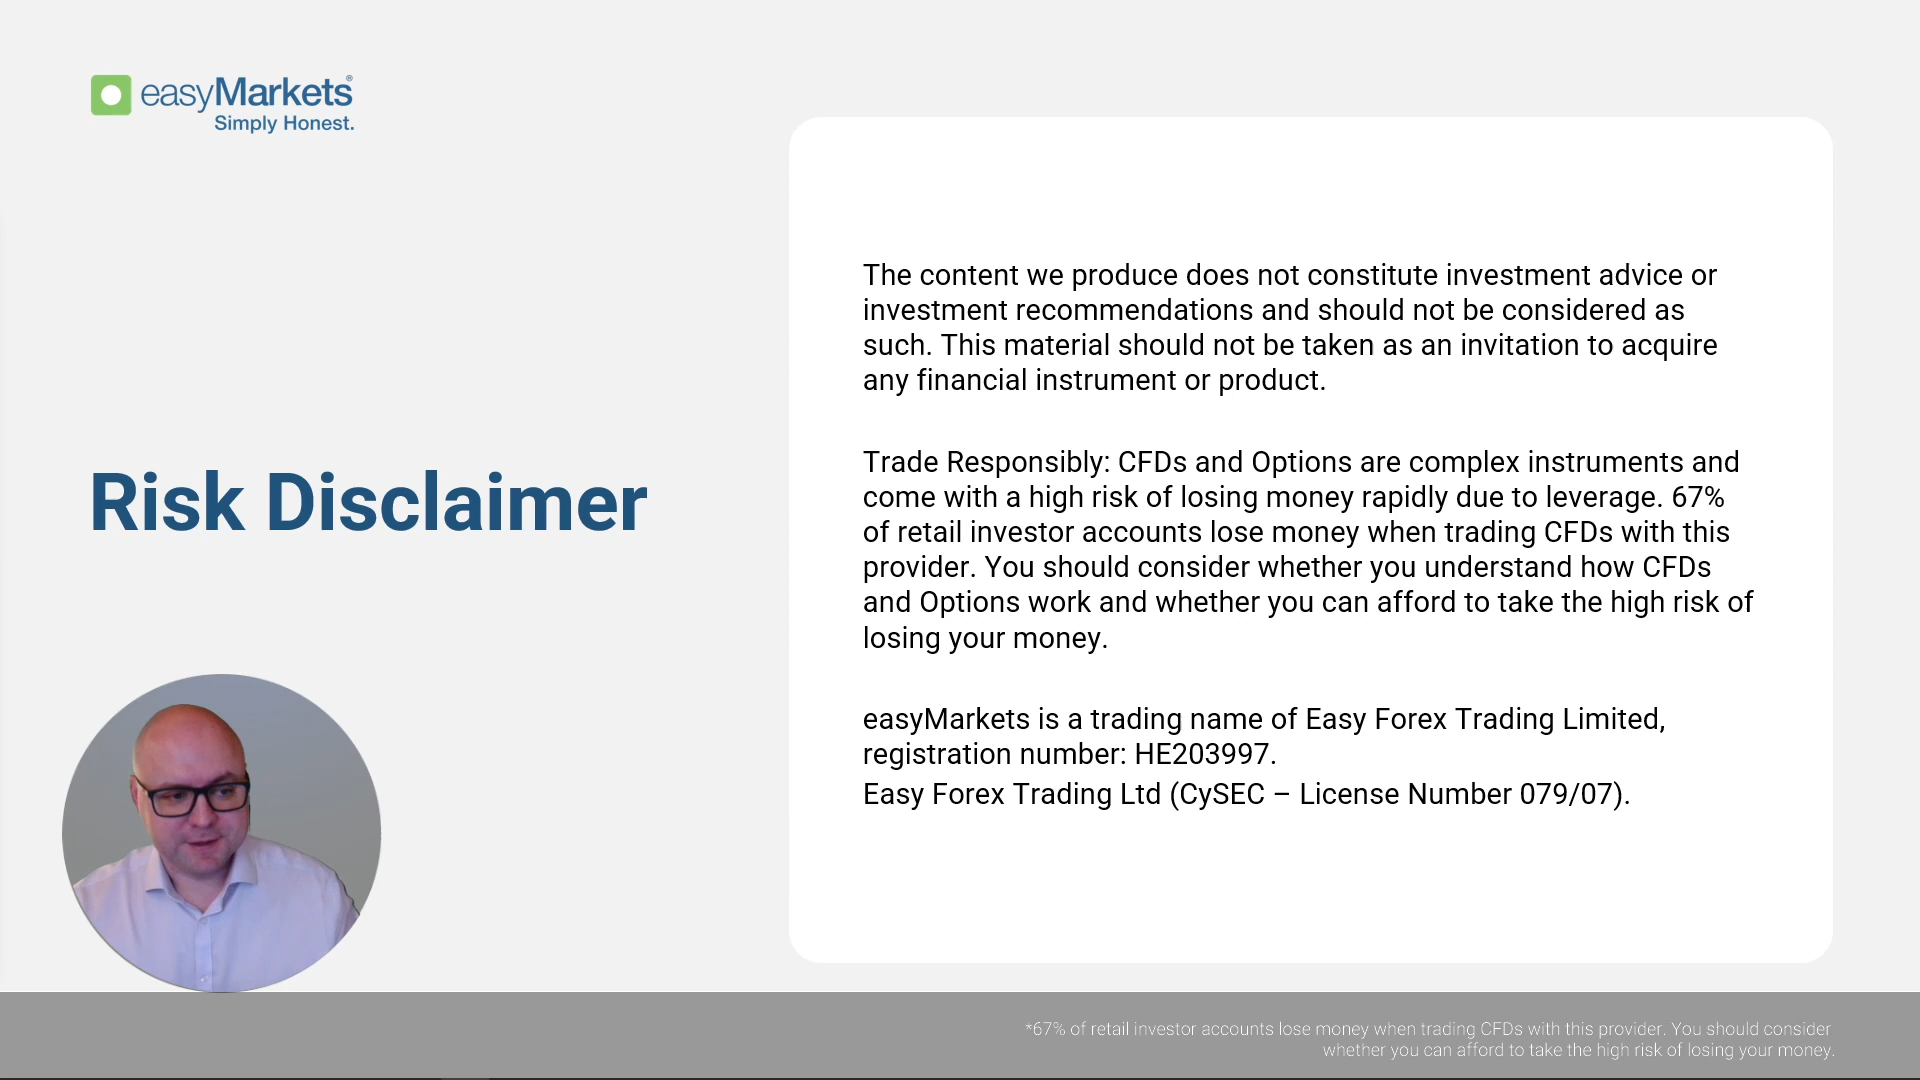 easyMarkets®
Simply Honest.
Risk Disclaimer
The content we produce does not constitute investment advice or
investment recommendations and should not be considered as
such. This material should not be taken as an invitation to acquire
any financial instrument or product.
Trade Responsibly: CFDs and Options are complex instruments and
come with a high risk of losing money rapidly due to leverage. 67%
of retail investor accounts lose money when trading CFDs with this
provider. You should consider whether you understand how CFDs
and Options work and whether you can afford to take the high risk of
losing your money.
easyMarkets is a trading name of Easy Forex Trading Limited,
registration number: HE203997.
Easy Forex Trading Ltd (CySEC – License Number 079/07).
*67% of retail investor accounts lose money when trading CFDs with this provider. You should consider
whether you can afford to take the high risk of losing your money.